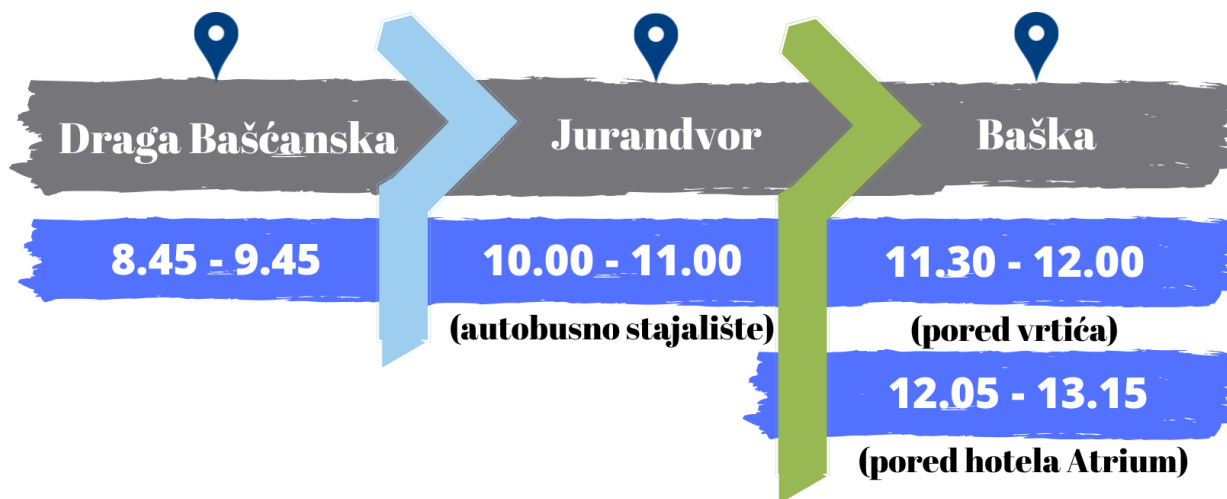 Draga Bašćanska
Jurandvor
Baška
8.45 - 9.45
10.00 - 11.00
11.30 - 12.00
(autobusno stajalište)
(pored vrtića)
12.05 - 13.15
(pored hotela Atrium)